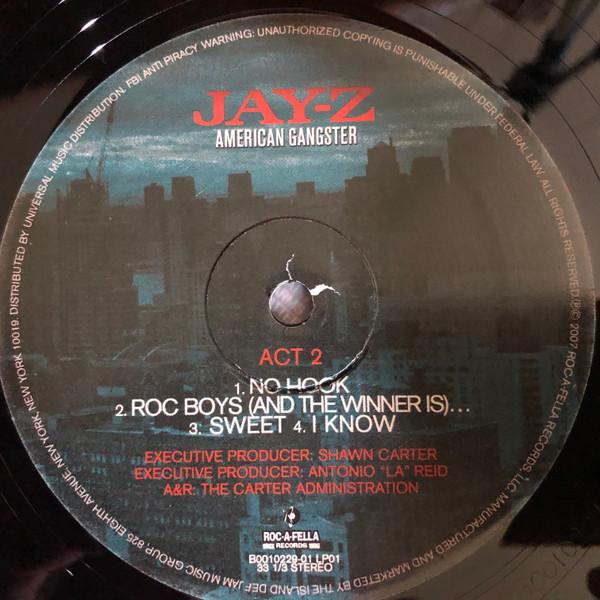 JAY-Z
AMERICAN GANGSTER
ACT 2
1. NO HOOK
2. ROC BOYS (AND THE WINNER IS)...
3. SWEET 4. I KNOW
EXECUTIVE PRODUCER: SHAWN CARTER
EXECUTIVE PRODUCER: ANTONIO "LA" REID
A&R: THE CARTER ADMINISTRATION
ROC-A-FELLA
RECORDS
B0010229-01 LP01
33 1/3 STEREO
℗© 2007 ROC-A-FELLA RECORDS, LLC. MANUFACTURED AND MARKETED BY THE ISLAND DEF JAM MUSIC GROUP, 825 EIGHTH AVENUE NEW YORK, NEW YORK 10019. DISTRIBUTED BY UNIVERSAL MUSIC DISTRIBUTION. FBI ANTI PIRACY WARNING: UNAUTHORIZED COPYING IS PUNISHABLE UNDER FEDERAL LAW. ALL RIGHTS RESERVED.